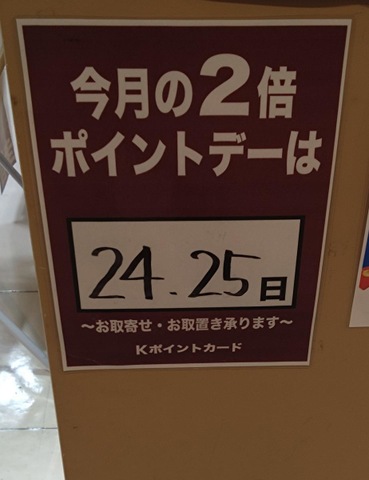 今月の2倍
ポイントデーは
24.25日
～お取寄せ・お取置き承ります～
Kポイントカード